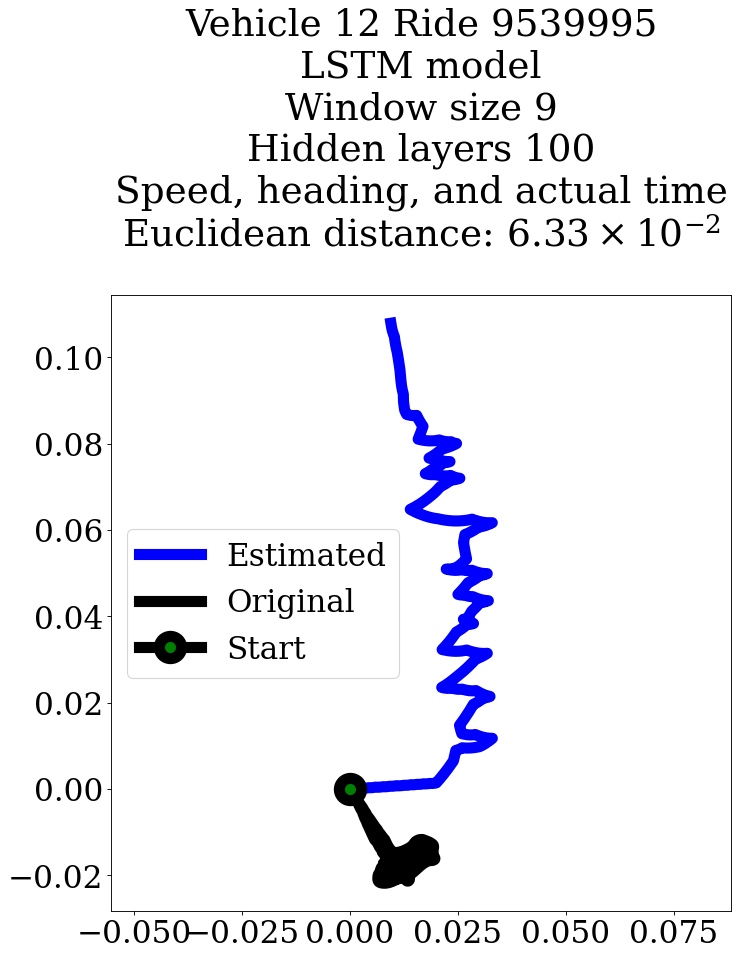 Vehicle 12 Ride 9539995
LSTM model
Window size 9
Hidden layers 100
Speed, heading, and actual time
Euclidean distance: 6.33 × 10⁻²
0.10
0.08
0.06
0.04
0.02
0.00
−0.02
Estimated
Original
Start
−0.050 −0.025 0.000 0.025 0.050 0.075